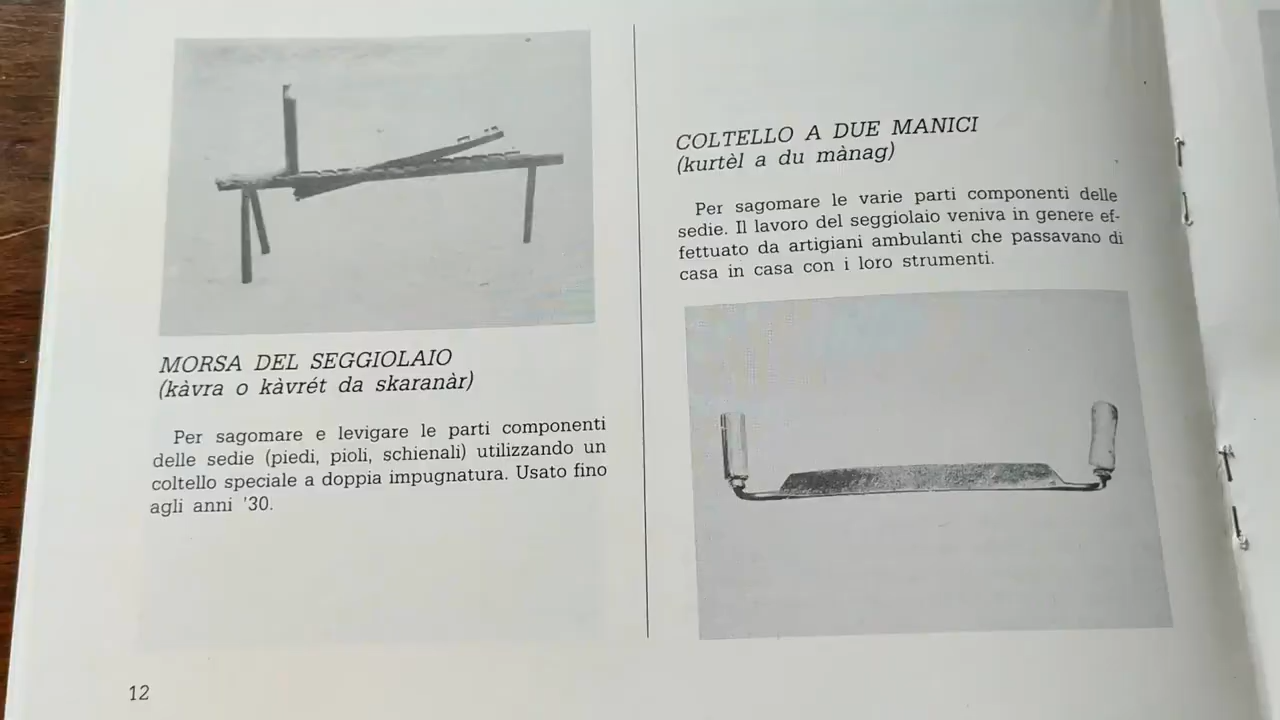 MORSA DEL SEGGIOLAIO
(kàvra o kàvrét da skaranàr)
Per sagomare e levigare le parti componenti
delle sedie (piedi, pioli, schienali) utilizzando un
coltello speciale a doppia impugnatura. Usato fino
agli anni '30.
12
COLTELLO A DUE MANICI
(kurtèl a du mànag)
Per sagomare le varie parti componenti delle
sedie. Il lavoro del seggiolaio veniva in genere ef-
fettuato da artigiani ambulanti che passavano di
casa in casa con i loro strumenti.